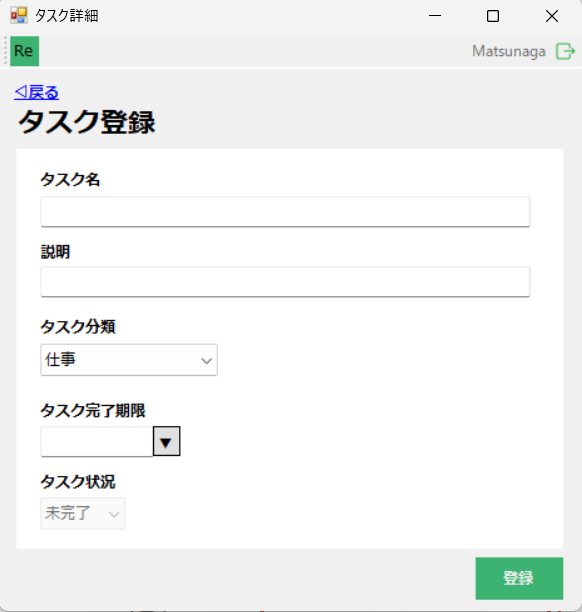 タスク詳細
Re
Matsunaga
◁戻る
タスク登録
タスク名
説明
タスク分類
仕事
タスク完了期限
▼
タスク状況
未完了
登録